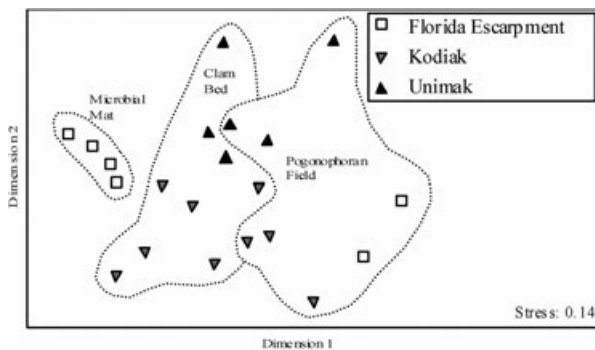 Florida Escarpment
Kodiak
Unimak
Clam
Bed
Microbial
Mat
Pogonophoran
Field
Dimension 2
Stress: 0.14
Dimension 1